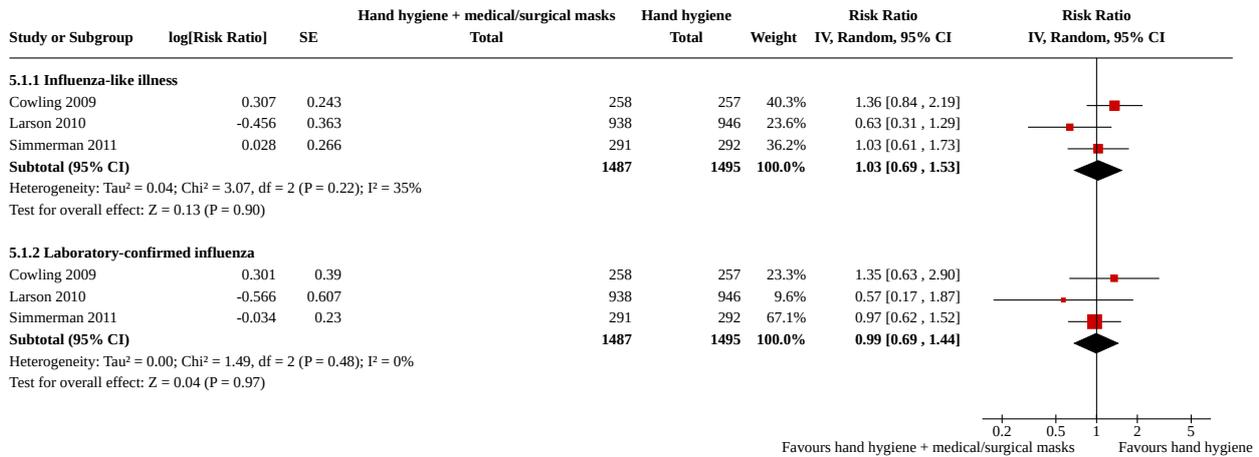 Hand hygiene + medical/surgical masks Hand hygiene Risk Ratio Risk Ratio
Study or Subgroup log[Risk Ratio] SE Total Total Weight IV, Random, 95% CI IV, Random, 95% CI
5.1.1 Influenza-like illness
Cowling 2009 0.307 0.243 258 257 40.3% 1.36 [0.84 , 2.19]
Larson 2010 -0.456 0.363 938 946 23.6% 0.63 [0.31 , 1.29]
Simmerman 2011 0.028 0.266 291 292 36.2% 1.03 [0.61 , 1.73]
Subtotal (95% CI) 1487 1495 100.0% 1.03 [0.69 , 1.53]
Heterogeneity: Tau² = 0.04; Chi² = 3.07, df = 2 (P = 0.22); I² = 35%
Test for overall effect: Z = 0.13 (P = 0.90)
5.1.2 Laboratory-confirmed influenza
Cowling 2009 0.301 0.39 258 257 23.3% 1.35 [0.63 , 2.90]
Larson 2010 -0.566 0.607 938 946 9.6% 0.57 [0.17 , 1.87]
Simmerman 2011 -0.034 0.23 291 292 67.1% 0.97 [0.62 , 1.52]
Subtotal (95% CI) 1487 1495 100.0% 0.99 [0.69 , 1.44]
Heterogeneity: Tau² = 0.00; Chi² = 1.49, df = 2 (P = 0.48); I² = 0%
Test for overall effect: Z = 0.04 (P = 0.97)
0.2 0.5 1 2 5
Favours hand hygiene + medical/surgical masks Favours hand hygiene